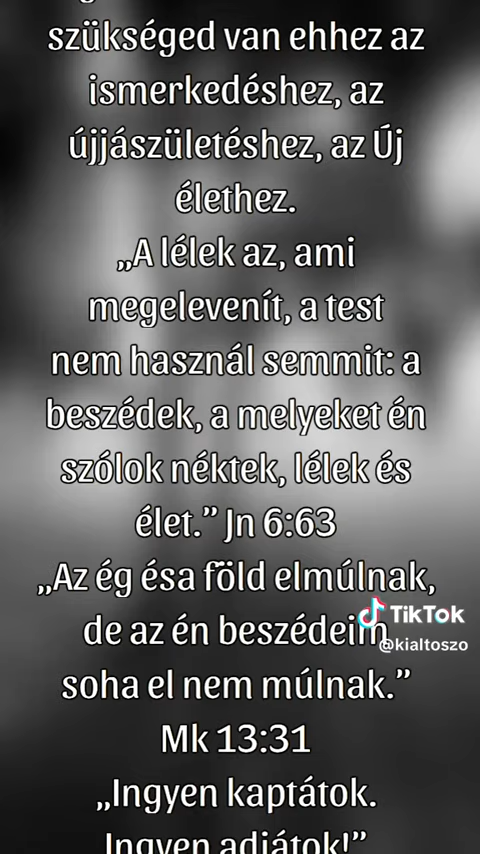 szükséged van ehhez az
ismerkedéshez, az
újjászületéshez, az Új
élethez.
„A lélek az, ami
megelevenít, a test
nem használ semmit: a
beszédek, a melyeket én
szólok néktek, lélek és
élet.” Jn 6:63
„Az ég ésa föld elmúlnak,
de az én beszédeim
soha el nem múlnak.”
Mk 13:31
„Ingyen kaptátok.
Ingyen adjátok!”
TikTok
@kialtoszo